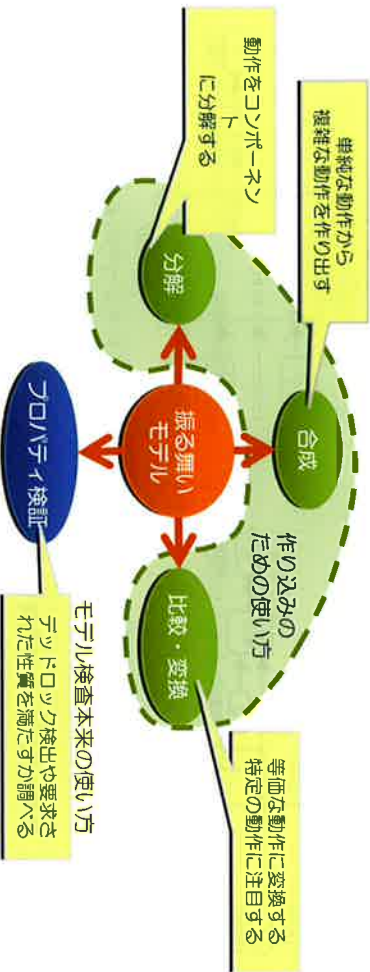 単純な動作から
複雑な動作を作り出す
動作をコンポーネン
ト
に分解する
合成
作り込みの
ための使い方
等価な動作に変換する
特定の動作に注目する
分解
振る舞い
モデル
比較・変換
プロパティ検証
モデル検査本来の使い方
デッドロック検出や要求さ
れた性質を満たすか調べる